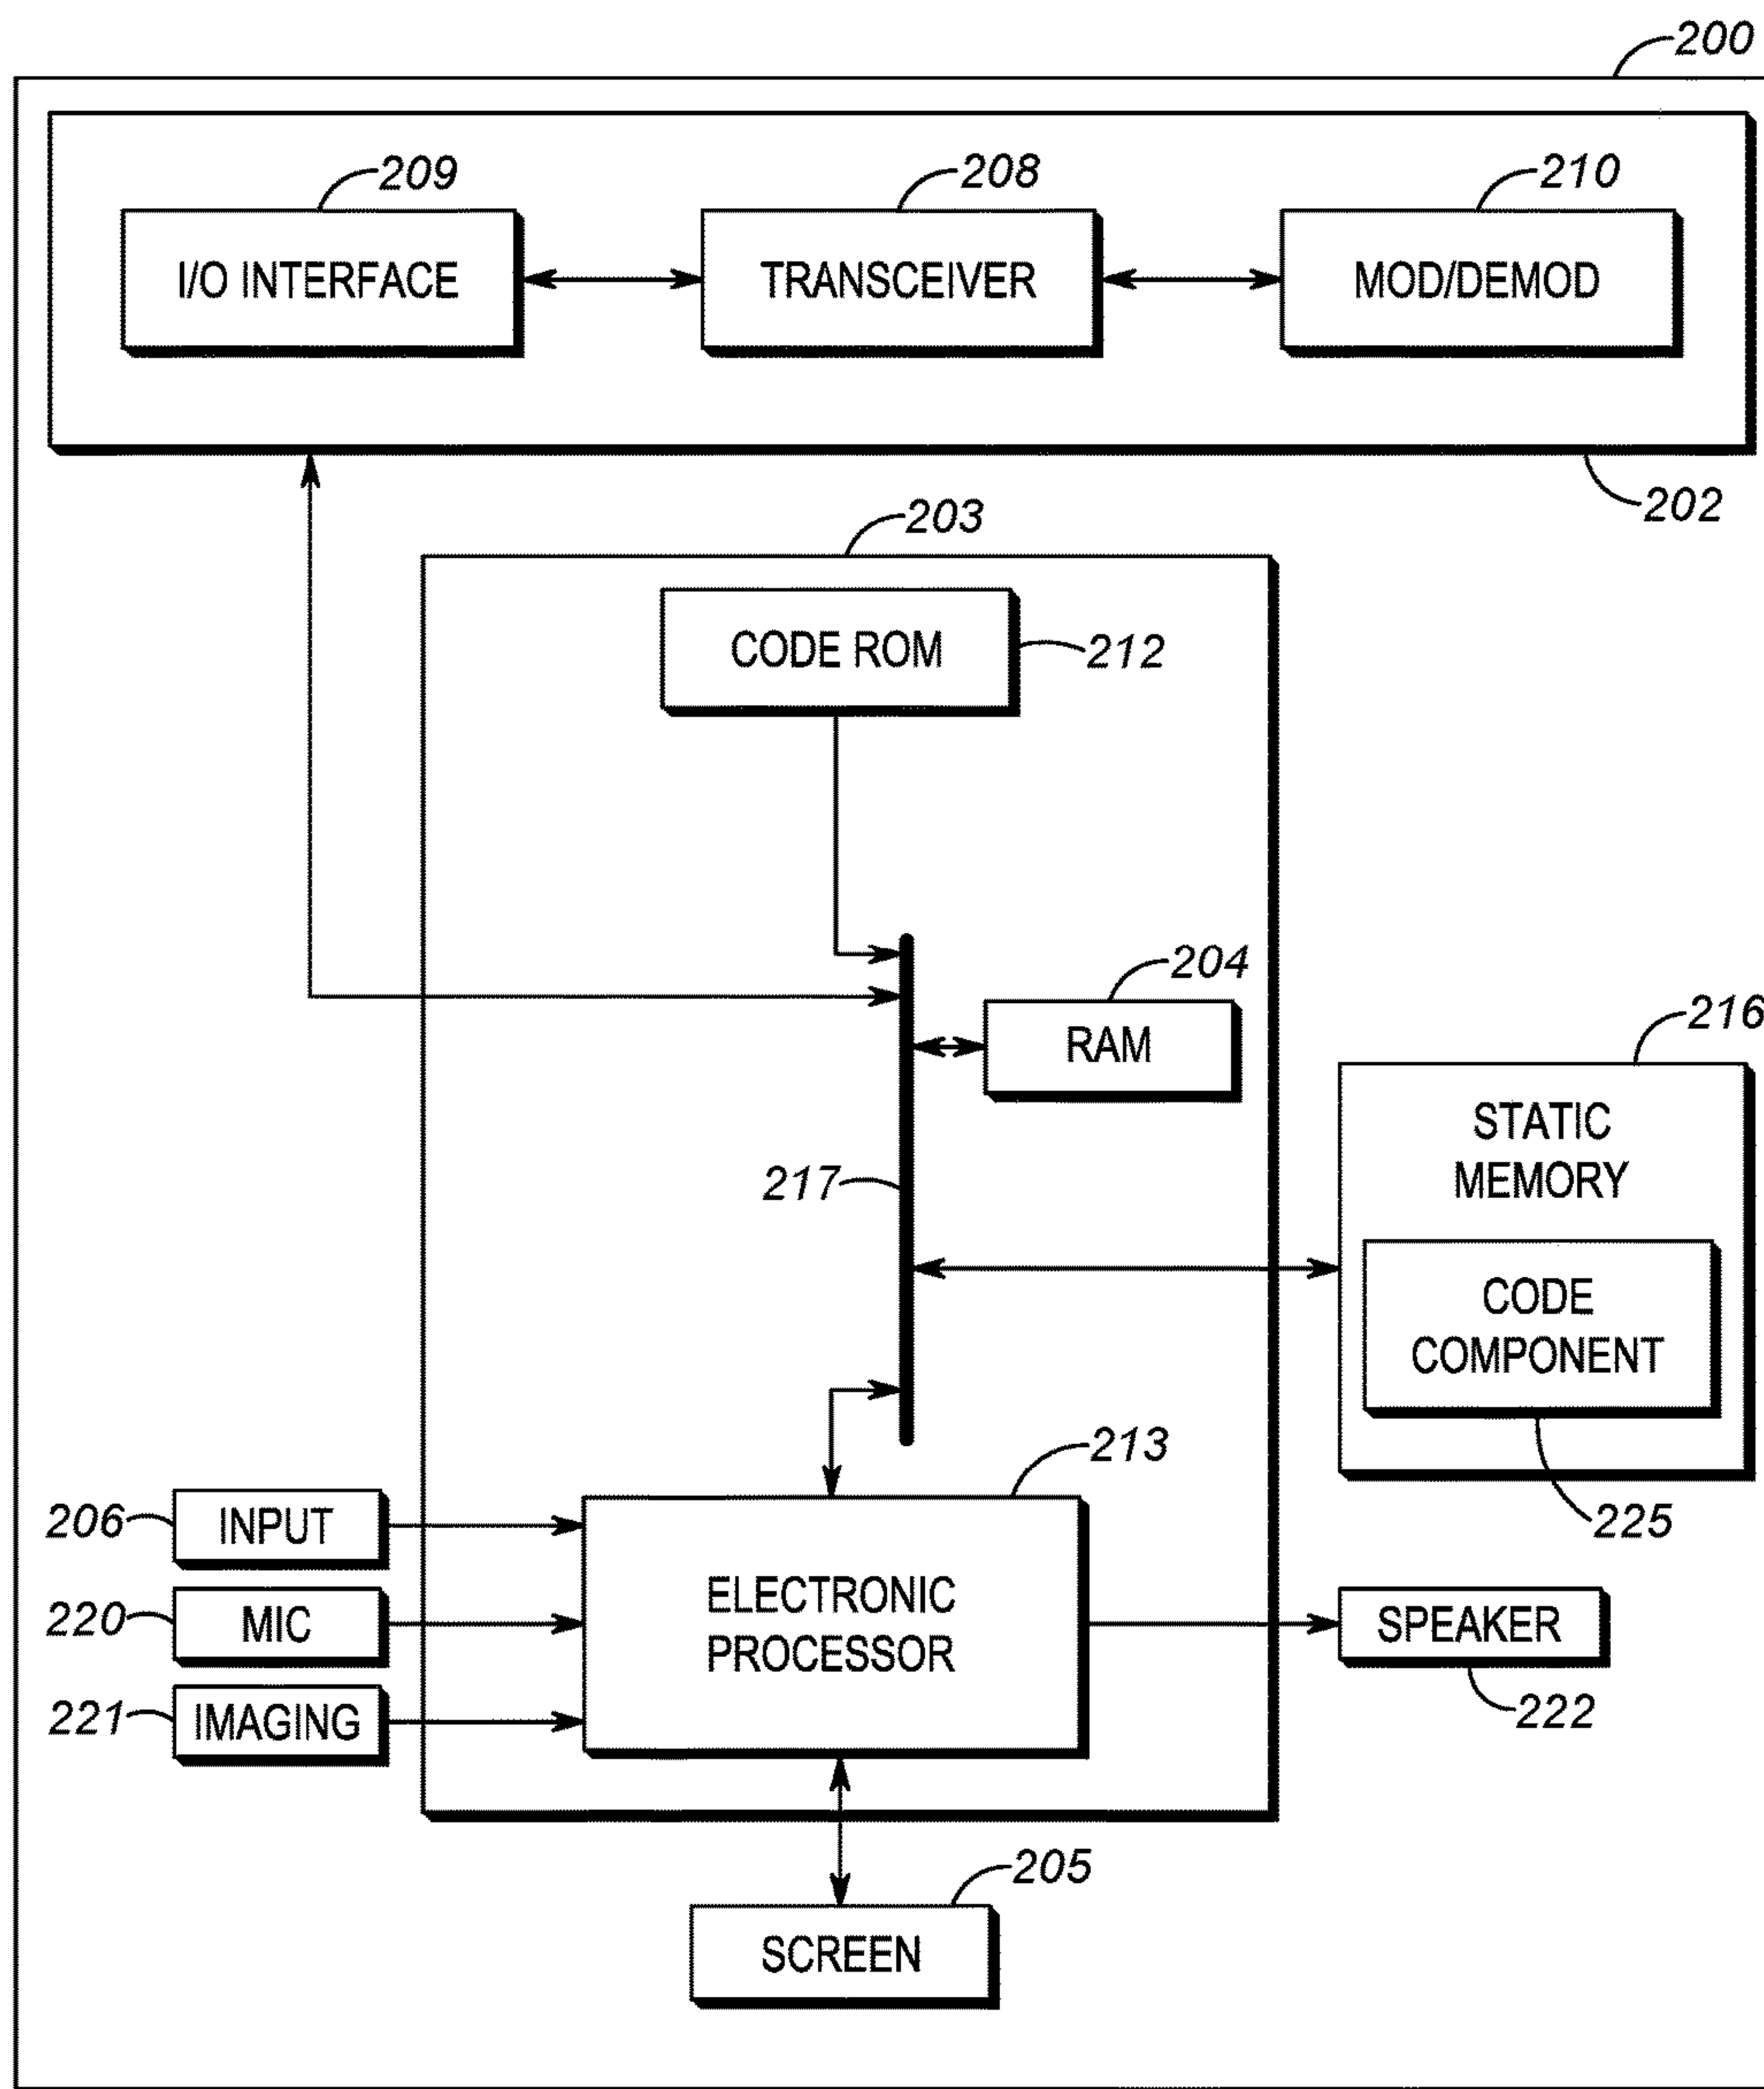 200
209
208
210
I/O INTERFACE
TRANSCEIVER
MOD/DEMOD
202
203
CODE ROM
212
204
RAM
216
STATIC
MEMORY
217
CODE
COMPONENT
213
225
206
INPUT
ELECTRONIC
PROCESSOR
220
MIC
SPEAKER
222
221
IMAGING
205
SCREEN